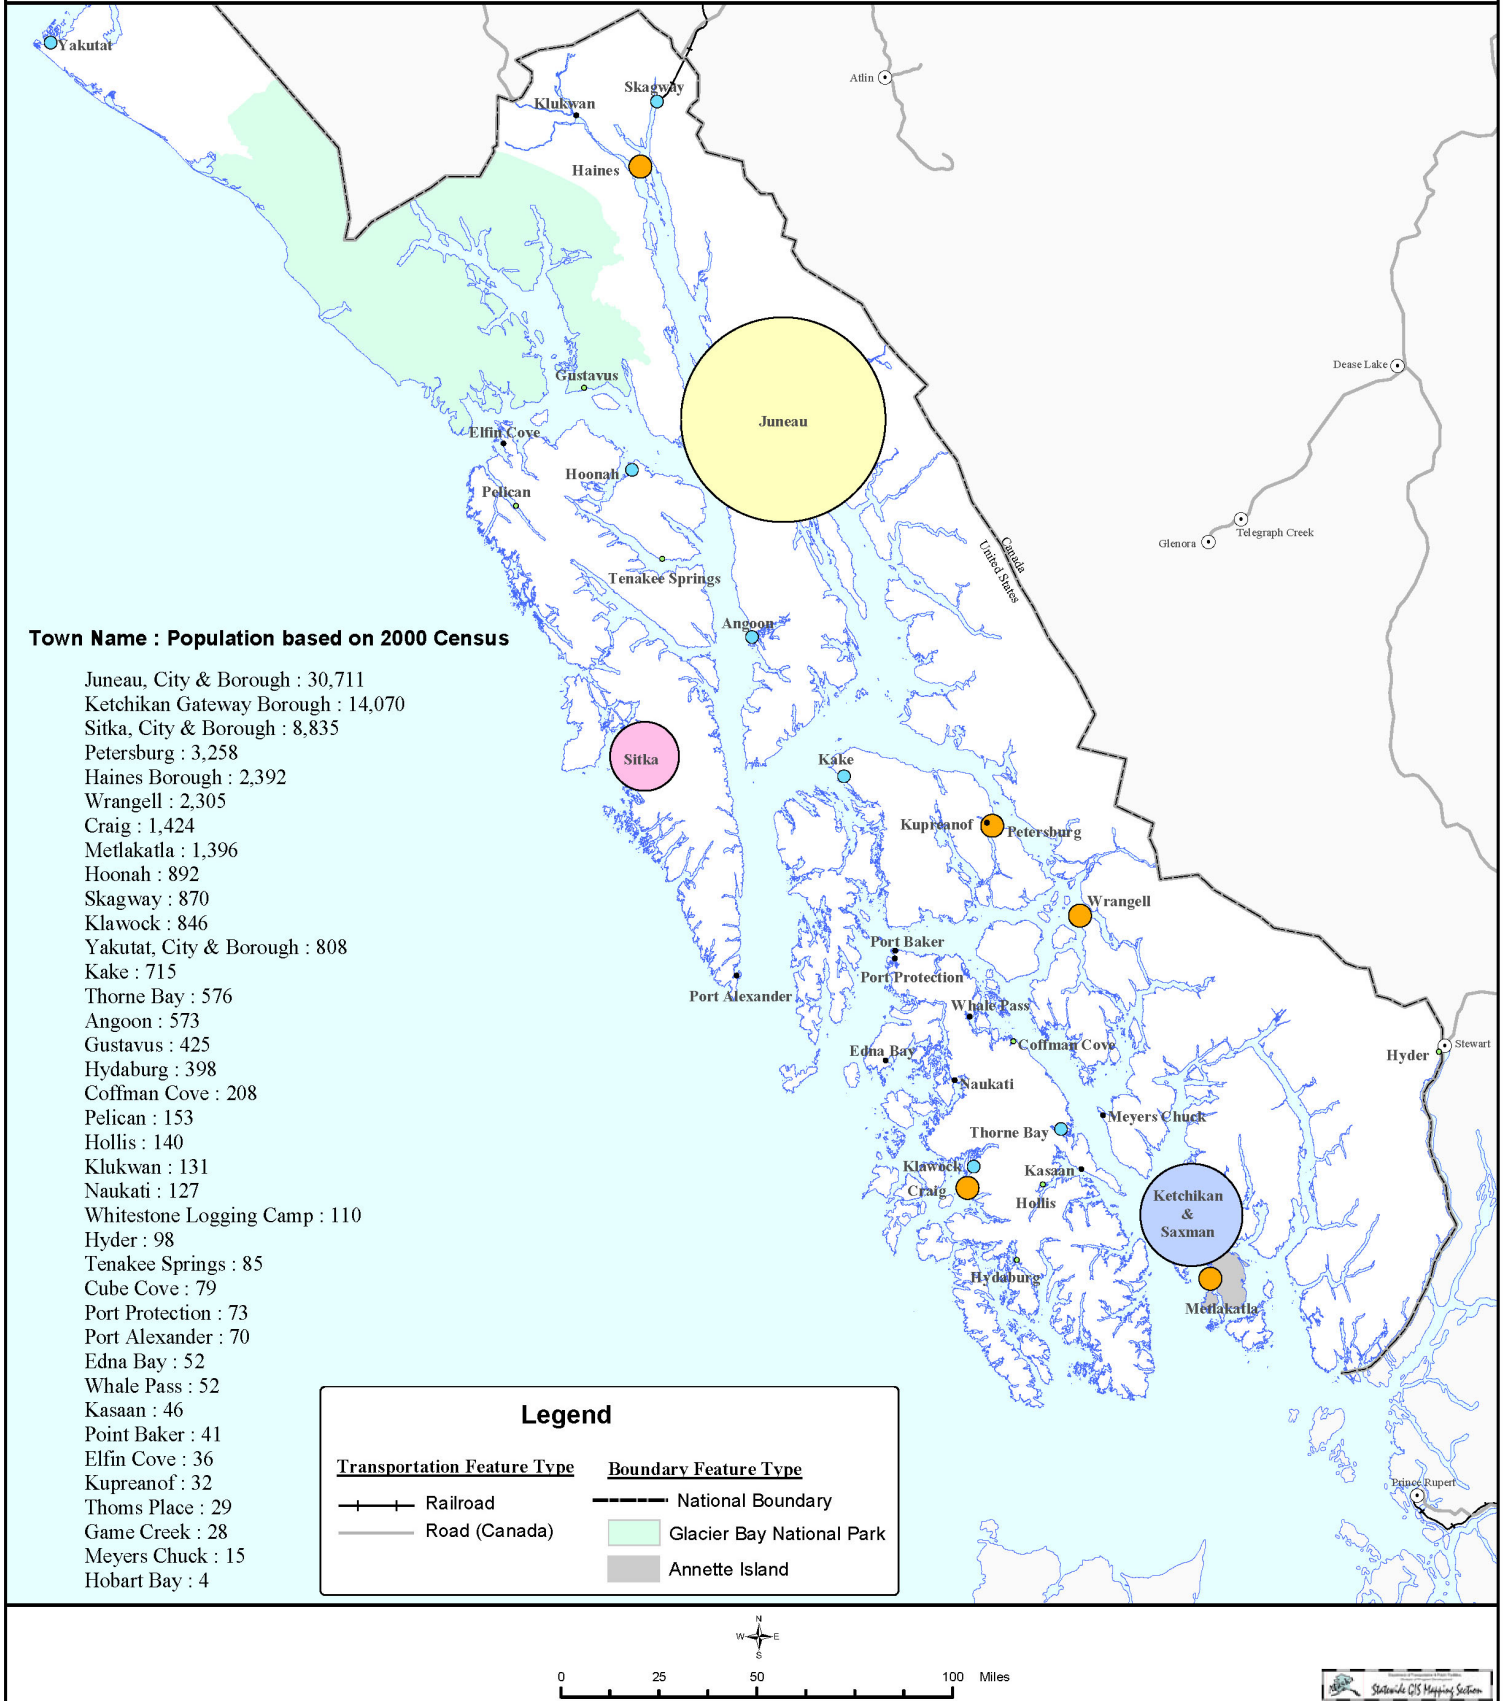 Yakutat
Skagway
Klukwan
Haines
Atlin
Dease Lake
Juneau
Gustavus
Elfin Cove
Hoonah
Pelican
Telegraph Creek
Glenora
Canada
United States
Tenakee Springs
Angoon
Town Name : Population based on 2000 Census
Juneau, City & Borough : 30,711
Ketchikan Gateway Borough : 14,070
Sitka, City & Borough : 8,835
Petersburg : 3,258
Haines Borough : 2,392
Wrangell : 2,305
Craig : 1,424
Metlakatla : 1,396
Hoonah : 892
Skagway : 870
Klawock : 846
Yakutat, City & Borough : 808
Kake : 715
Thorne Bay : 576
Angoon : 573
Gustavus : 425
Hydaburg : 398
Coffman Cove : 208
Pelican : 153
Hollis : 140
Klukwan : 131
Naukati : 127
Whitestone Logging Camp : 110
Hyder : 98
Tenakee Springs : 85
Cube Cove : 79
Port Protection : 73
Port Alexander : 70
Edna Bay : 52
Whale Pass : 52
Kasaan : 46
Point Baker : 41
Elfin Cove : 36
Kupreanof : 32
Thoms Place : 29
Game Creek : 28
Meyers Chuck : 15
Hobart Bay : 4
Sitka
Kake
Kupreanof
Petersburg
Wrangell
Port Baker
Port Protection
Port Alexander
Whale Pass
Coffman Cove
Edna Bay
Naukati
Hyder
Stewart
Meyers Chuck
Thorne Bay
Klawock
Kasaan
Craig
Hollis
Ketchikan
&
Saxman
Hydaburg
Metlakatla
Prince Rupert
Legend
Transportation Feature Type
Railroad
Road (Canada)
Boundary Feature Type
National Boundary
Glacier Bay National Park
Annette Island
N
W E
S
0 25 50 100 Miles
Statewide GIS Mapping Section